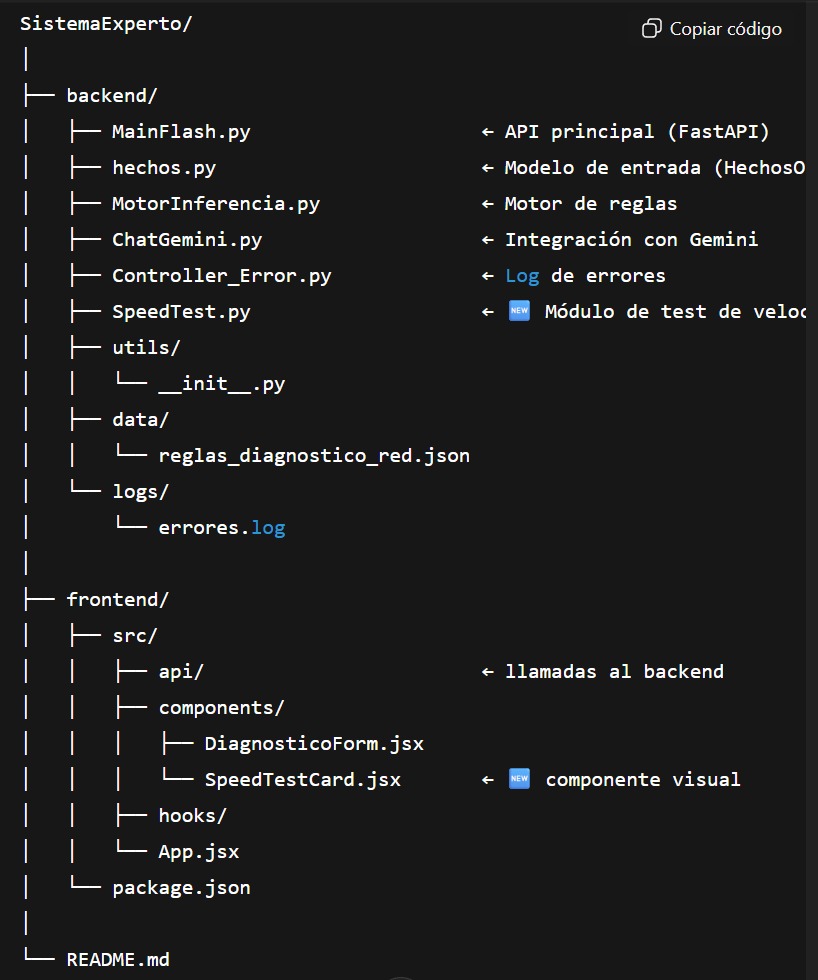 SistemaExperto/
Copiar código
│
├── backend/
│   ├── MainFlash.py ← API principal (FastAPI)
│   ├── hechos.py ← Modelo de entrada (HechosO
│   ├── MotorInferencia.py ← Motor de reglas
│   ├── ChatGemini.py ← Integración con Gemini
│   ├── Controller_Error.py ← Log de errores
│   ├── SpeedTest.py ← 🆕 Módulo de test de veloc
│   ├── utils/
│   │   └── __init__.py
│   ├── data/
│   │   └── reglas_diagnostico_red.json
│   └── logs/
│       └── errores.log
│
├── frontend/
│   ├── src/
│   │   ├── api/ ← llamadas al backend
│   │   ├── components/
│   │   │   ├── DiagnosticoForm.jsx
│   │   │   └── SpeedTestCard.jsx ← 🆕 componente visual
│   │   ├── hooks/
│   │   └── App.jsx
│   └── package.json
│
└── README.md